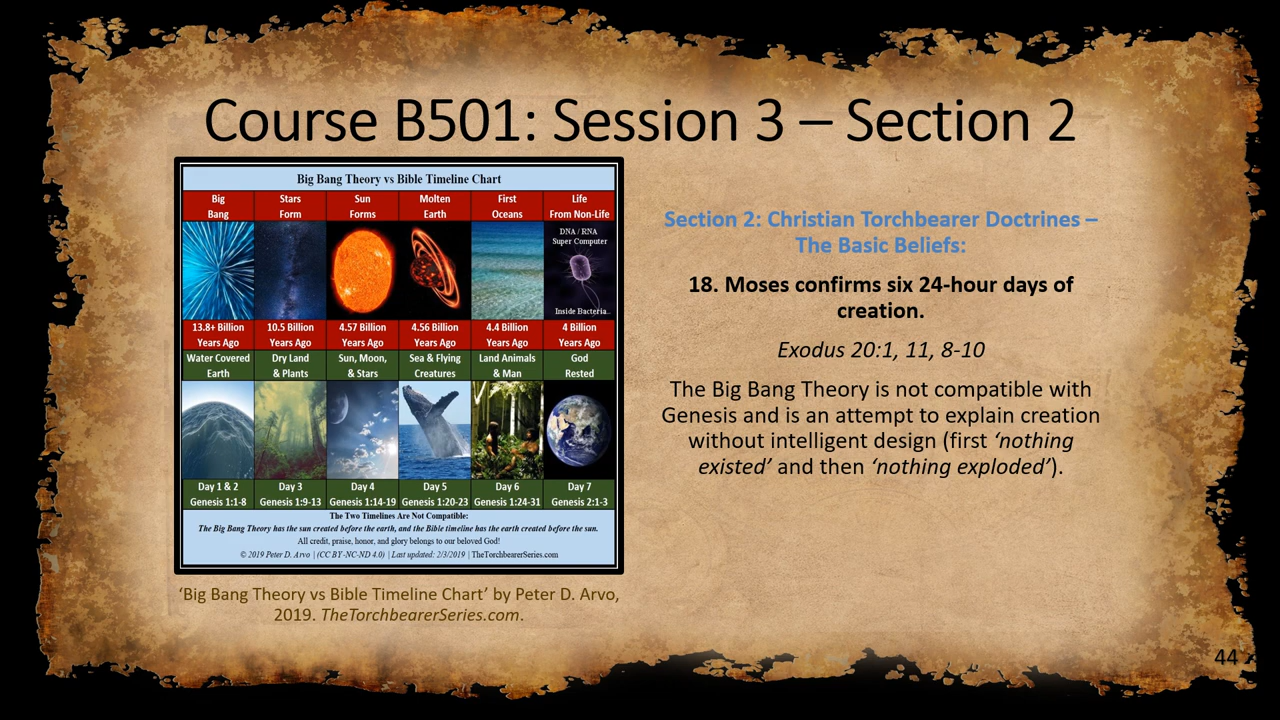 Course B501: Session 3 – Section 2
Big Bang Theory vs Bible Timeline Chart
Big Bang
Stars Form
Sun Forms
Molten Earth
First Oceans
Life From Non-Life
DNA / RNA
Super Computer
Inside Bacteria..
13.8+ Billion Years Ago
10.5 Billion Years Ago
4.57 Billion Years Ago
4.56 Billion Years Ago
4.4 Billion Years Ago
4 Billion Years Ago
Water Covered Earth
Dry Land & Plants
Sun, Moon, & Stars
Sea & Flying Creatures
Land Animals & Man
God Rested
Day 1 & 2 Genesis 1:1-8
Day 3 Genesis 1:9-13
Day 4 Genesis 1:14-19
Day 5 Genesis 1:20-23
Day 6 Genesis 1:24-31
Day 7 Genesis 2:1-3
The Two Timelines Are Not Compatible:
The Big Bang Theory has the sun created before the earth, and the Bible timeline has the earth created before the sun.
All credit, praise, honor, and glory belongs to our beloved God!
© 2019 Peter D. Arvo | (CC BY-NC-ND 4.0) | Last updated: 2/3/2019 | TheTorchbearerSeries.com
‘Big Bang Theory vs Bible Timeline Chart’ by Peter D. Arvo,
2019. TheTorchbearerSeries.com.
Section 2: Christian Torchbearer Doctrines –
The Basic Beliefs:
18. Moses confirms six 24-hour days of
creation.
Exodus 20:1, 11, 8-10
The Big Bang Theory is not compatible with
Genesis and is an attempt to explain creation
without intelligent design (first ‘nothing
existed’ and then ‘nothing exploded’).
44